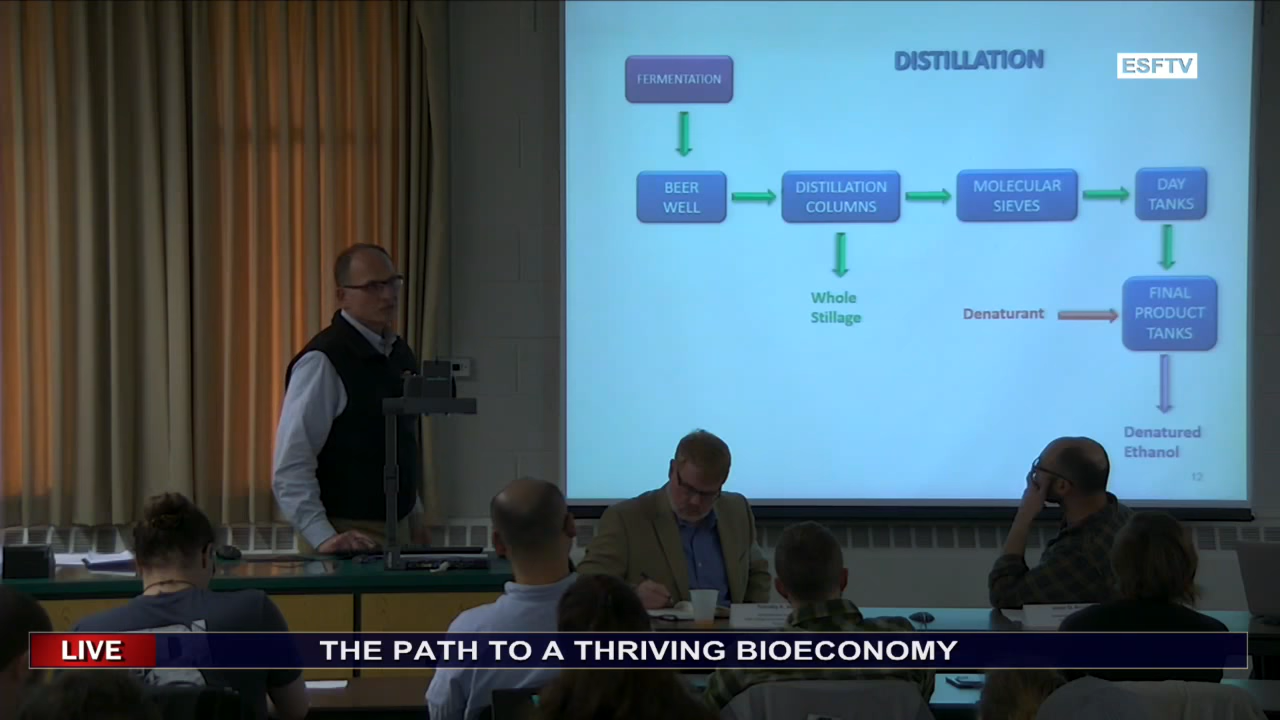 DISTILLATION
ESFTV
FERMENTATION
BEER
WELL
DISTILLATION
COLUMNS
MOLECULAR
SIEVES
DAY
TANKS
Whole
Stillage
Denaturant
FINAL
PRODUCT
TANKS
Denatured
Ethanol
12
LIVE
THE PATH TO A THRIVING BIOECONOMY